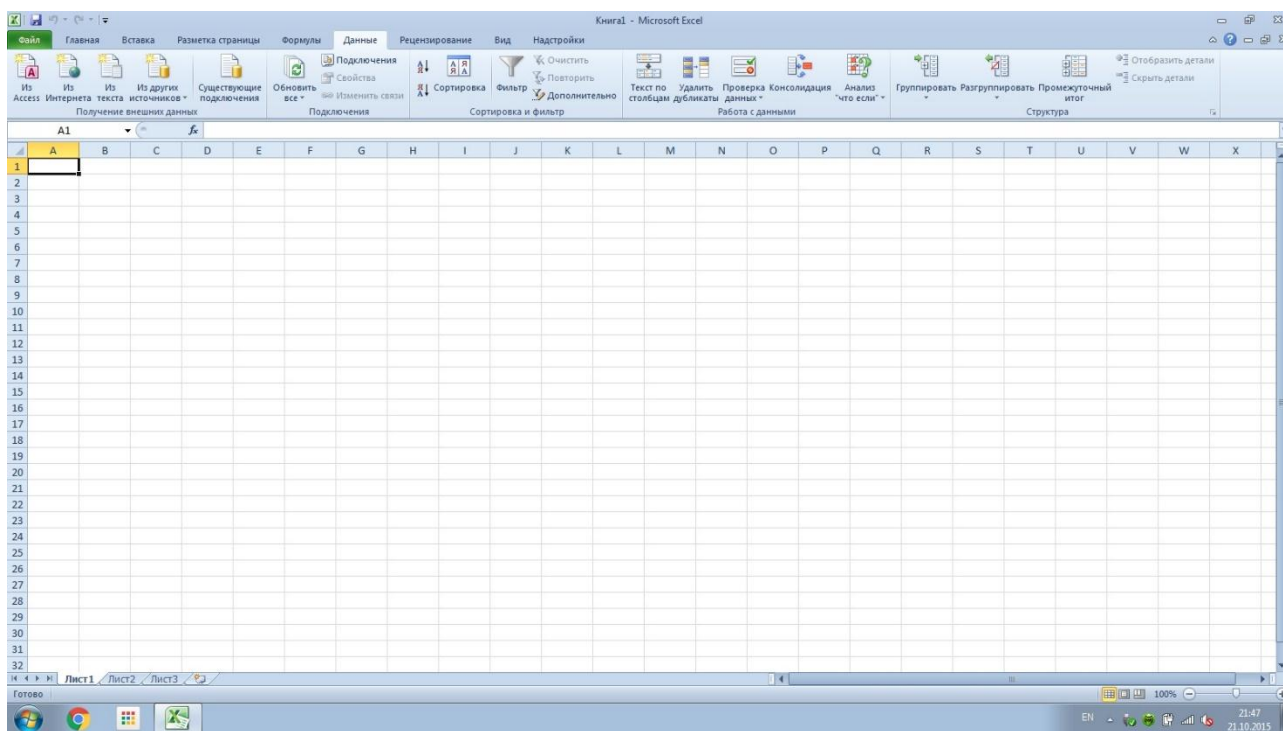 Книга1 - Microsoft Excel
Файл Главная Вставка Разметка страницы Формулы Данные Рецензирование Вид Надстройки
Из Access
Из Интернета
Из текста
Из других источников
Существующие подключения
Получение внешних данных
Обновить все
Подключения
Свойства
Изменить связи
Подключения
Сортировка
Фильтр
Очистить
Повторить
Дополнительно
Сортировка и фильтр
Текст по столбцам
Удалить дубликаты
Проверка данных
Консолидация
Анализ "что если"
Работа с данными
Группировать
Разгруппировать
Промежуточный итог
Отобразить детали
Скрыть детали
Структура
A1 fx
A B C D E F G H I J K L M N O P Q R S T U V W X
1
2
3
4
5
6
7
8
9
10
11
12
13
14
15
16
17
18
19
20
21
22
23
24
25
26
27
28
29
30
31
32
Лист1 Лист2 Лист3
Готово 100%
EN 21:47
21.10.2015